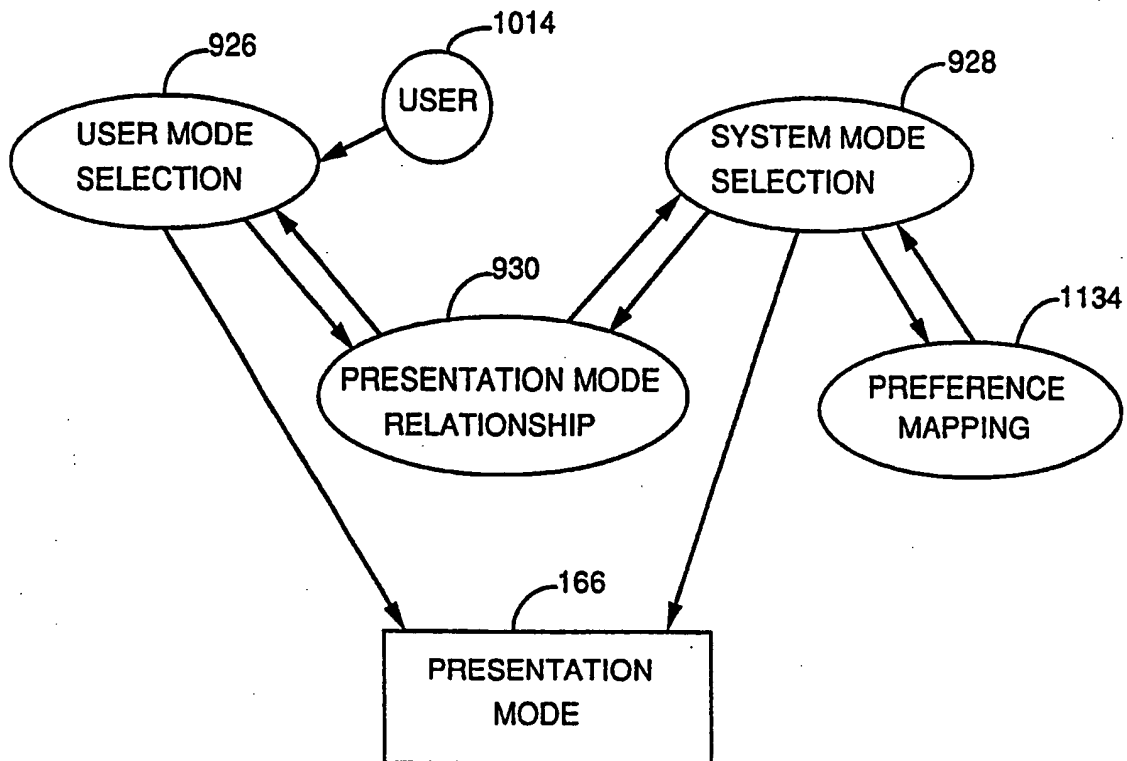 1014
926
USER
928
USER MODE
SELECTION
SYSTEM MODE
SELECTION
930
1134
PRESENTATION MODE
RELATIONSHIP
PREFERENCE
MAPPING
166
PRESENTATION
MODE